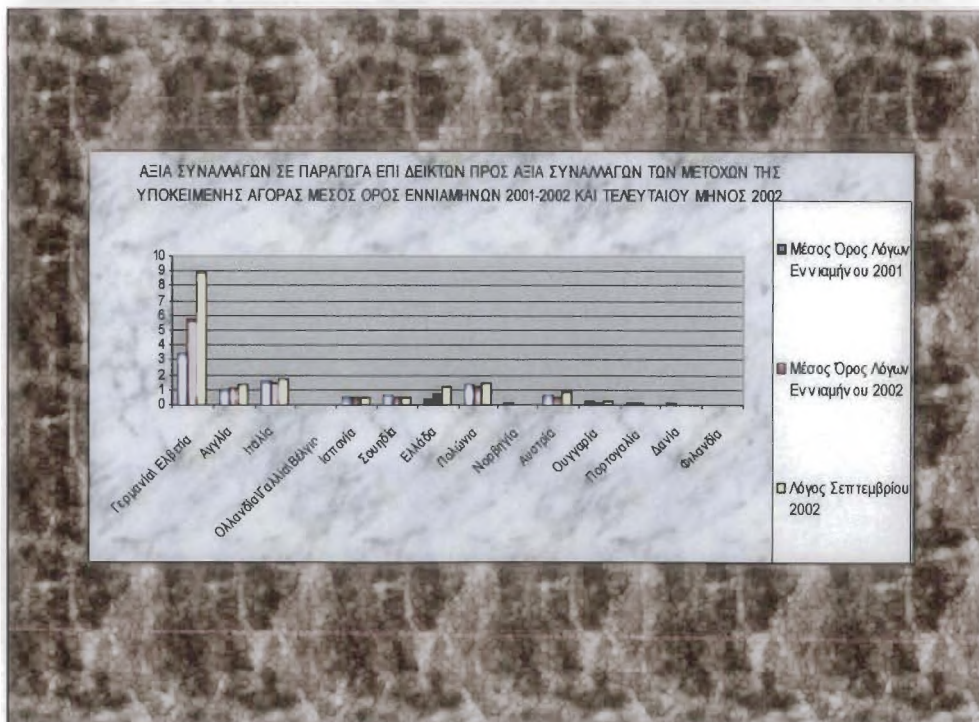 ΑΞΙΑ ΣΥΝΑΛΛΑΓΩΝ ΣΕ ΠΑΡΑΓΩΓΑ ΕΠΙ ΔΕΙΚΤΩΝ ΠΡΟΣ ΑΞΙΑ ΣΥΝΑΛΛΑΓΩΝ ΤΩΝ ΜΕΤΟΧΩΝ ΤΗΣ
ΥΠΟΚΕΙΜΕΝΗΣ ΑΓΟΡΑΣ ΜΕΣΟΣ ΟΡΟΣ ΕΝΝΙΑΜΗΝΩΝ 2001-2002 ΚΑΙ ΤΕΛΕΥΤΑΙΟΥ ΜΗΝΟΣ 2002
10
9
8
7
6
5
4
3
2
1
0
Γερμανία\ Ελβετία
Αγγλία
Ιταλία
Ολλανδία\Γαλλία\Βέλγιο
Ισπανία
Σουηδία
Ελλάδα
Πολώνια
Νορβηγία
Αυστρία
Ουγγαρία
Πορτογαλία
Δανία
Φιλανδία
Μέσος Όρος Λόγων
Εννιαμήνου 2001
Μέσος Όρος Λόγων
Εννιαμήνου 2002
Λόγος Σεπτεμβρίου
2002